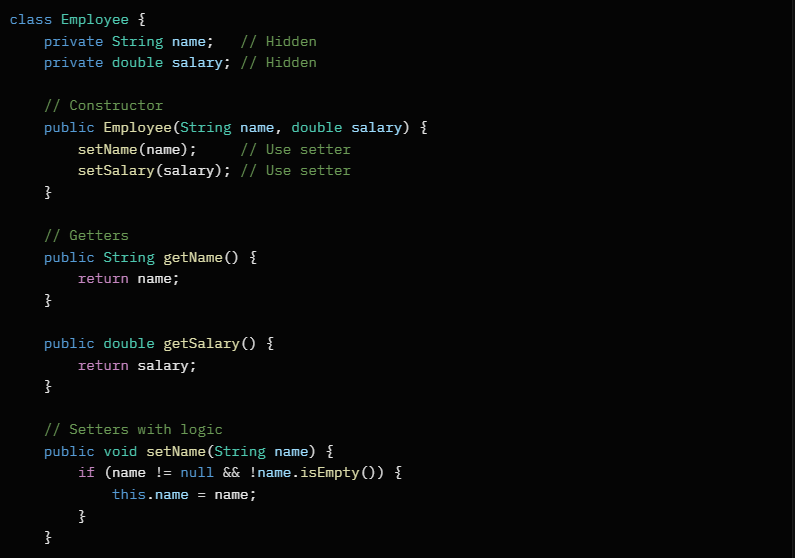 class Employee {
    private String name;   // Hidden
    private double salary; // Hidden

    // Constructor
    public Employee(String name, double salary) {
        setName(name);     // Use setter
        setSalary(salary); // Use setter
    }

    // Getters
    public String getName() {
        return name;
    }

    public double getSalary() {
        return salary;
    }

    // Setters with logic
    public void setName(String name) {
        if (name != null && !name.isEmpty()) {
            this.name = name;
        }
    }